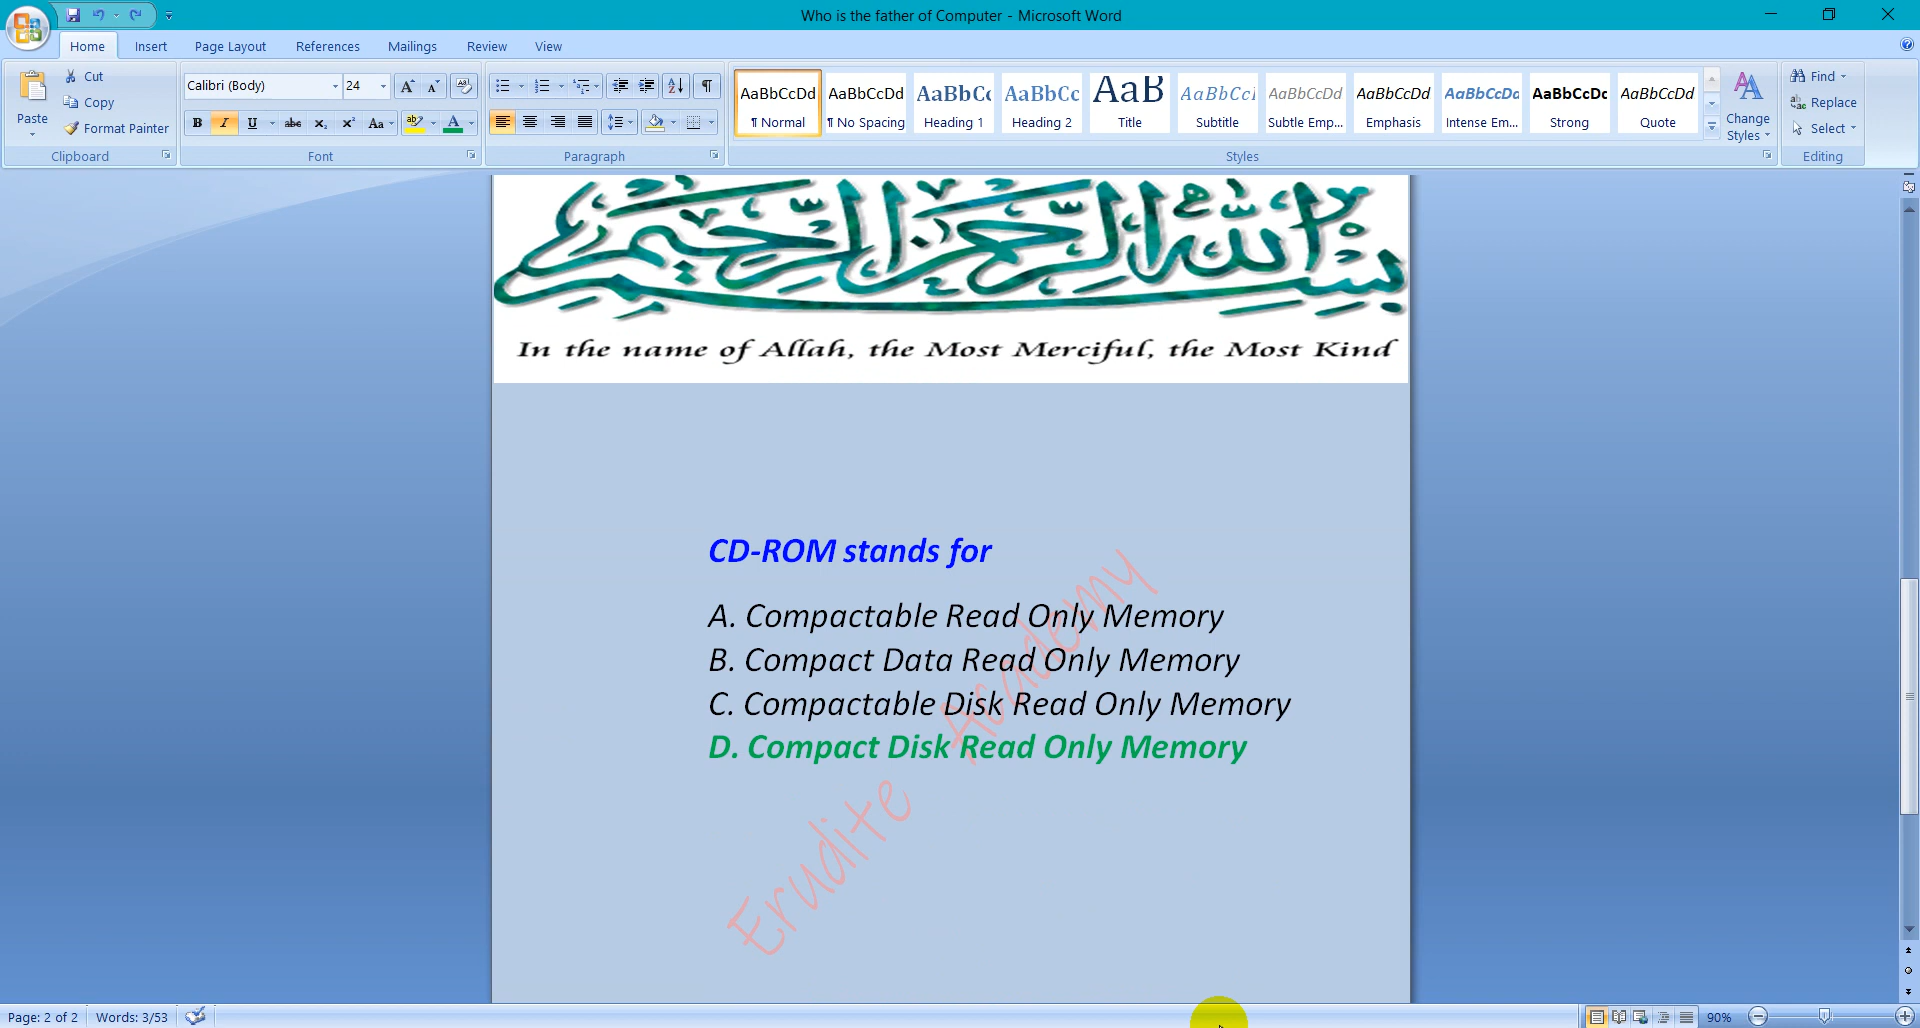 Who is the father of Computer - Microsoft Word
Home Insert Page Layout References Mailings Review View
Paste
Cut
Copy
Format Painter
Clipboard
Calibri (Body) 24
Font
Paragraph
AaBbCcDd AaBbCcDd AaBbCc AaBbCc AaB AaBbCcI AaBbCcDd AaBbCcDd AaBbCcDd AaBbCcDd AaBbCcDd
¶ Normal ¶ No Spacing Heading 1 Heading 2 Title Subtitle Subtle Emp... Emphasis Intense Em... Strong Quote
Change Styles
Styles
Find
Replace
Select
Editing
بسم الله الرحمن الرحيم
In the name of Allah, the Most Merciful, the Most Kind
CD-ROM stands for
A. Compactable Read Only Memory
B. Compact Data Read Only Memory
C. Compactable Disk Read Only Memory
D. Compact Disk Read Only Memory
Erudite Academy
Page: 2 of 2 Words: 3/53 90%